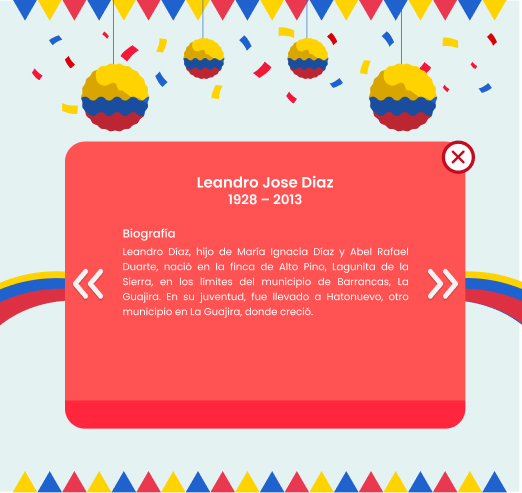 Leandro Jose Diaz
1928 – 2013
Biografía
Leandro Díaz, hijo de María Ignacia Díaz y Abel Rafael
Duarte, nació en la finca de Alto Pino, Lagunita de la
Sierra, en los límites del municipio de Barrancas, La
Guajira. En su juventud, fue llevado a Hatonuevo, otro
municipio en La Guajira, donde creció.